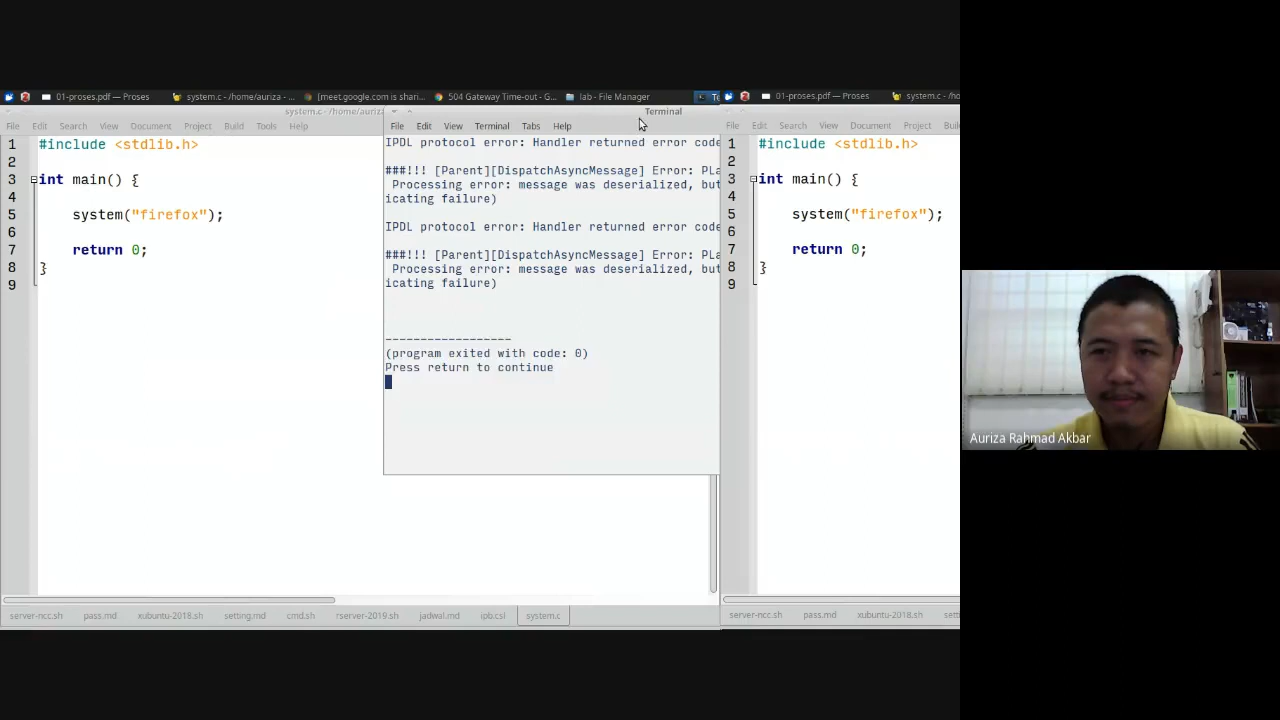 01-proses.pdf — Proses
system.c - /home/auriza - ...
(meet.google.com is shari...
504 Gateway Time-out - G...
lab - File Manager
01-proses.pdf — Proses
system.c - /home/auriza
File Edit Search View Document Project Build Tools Help
Terminal
File Edit View Terminal Tabs Help
File Edit Search View Document Project
1 #include <stdlib.h>
2
3 int main() {
4
5 system("firefox");
6
7 return 0;
8 }
9
IPDL protocol error: Handler returned error code
###!!! [Parent][DispatchAsyncMessage] Error: PLa
Processing error: message was deserialized, but
icating failure)
IPDL protocol error: Handler returned error code
###!!! [Parent][DispatchAsyncMessage] Error: PLa
Processing error: message was deserialized, but
icating failure)
------------------
(program exited with code: 0)
Press return to continue
1 #include <stdlib.h>
2
3 int main() {
4
5 system("firefox");
6
7 return 0;
8 }
9
server-ncc.sh pass.md xubuntu-2018.sh setting.md cmd.sh rserver-2019.sh jadwal.md ipb.csl system.c
server-ncc.sh pass.md xubuntu-2018.sh
Auriza Rahmad Akbar